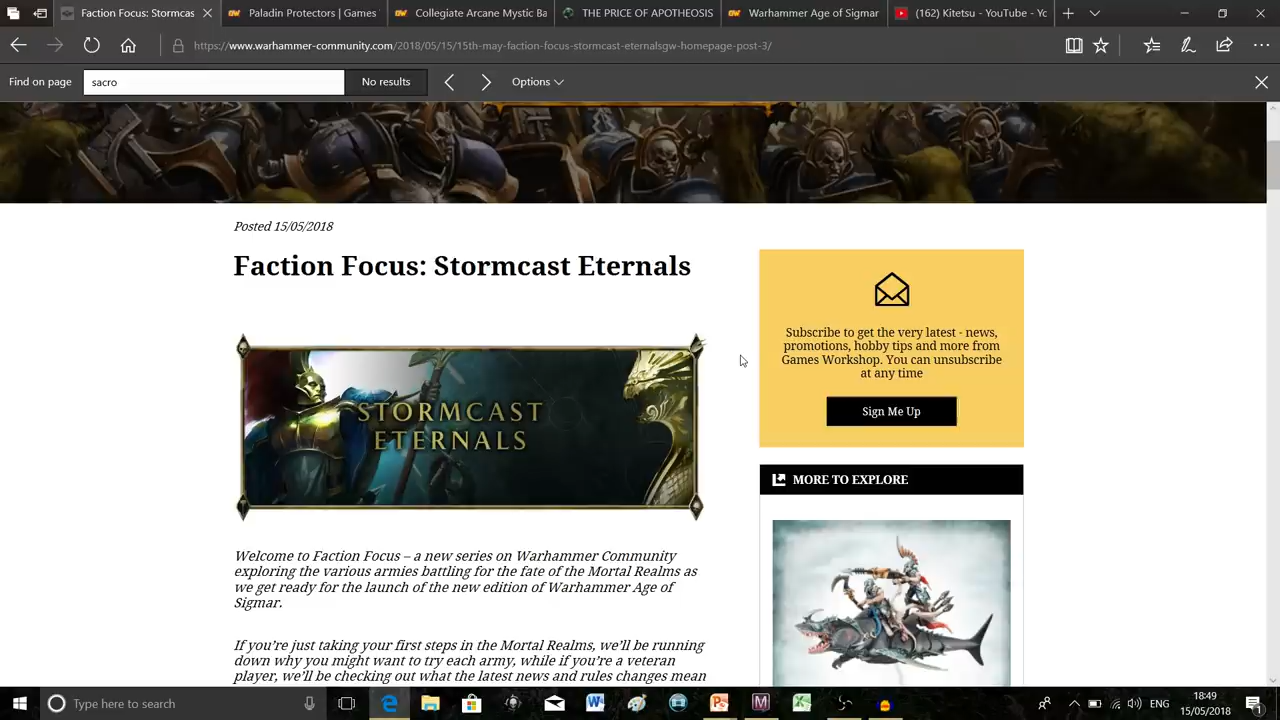 Faction Focus: Stormcas
Paladin Protectors | Games
Collegiate Arcane Mystic Ba
THE PRICE OF APOTHEOSIS
Warhammer Age of Sigmar
(162) Kitetsu - YouTube - Yc
https://www.warhammer-community.com/2018/05/15/15th-may-faction-focus-stormcast-eternalsgw-homepage-post-3/
Find on page
sacro
No results
Options
Posted 15/05/2018
Faction Focus: Stormcast Eternals
STORMCAST
ETERNALS
Welcome to Faction Focus – a new series on Warhammer Community
exploring the various armies battling for the fate of the Mortal Realms as
we get ready for the launch of the new edition of Warhammer Age of
Sigmar.
If you’re just taking your first steps in the Mortal Realms, we’ll be running
down why you might want to try each army, while if you’re a veteran
player, we’ll be checking out what the latest news and rules changes mean
Subscribe to get the very latest - news,
promotions, hobby tips and more from
Games Workshop. You can unsubscribe
at any time
Sign Me Up
MORE TO EXPLORE
Type here to search
ENG
18:49
15/05/2018